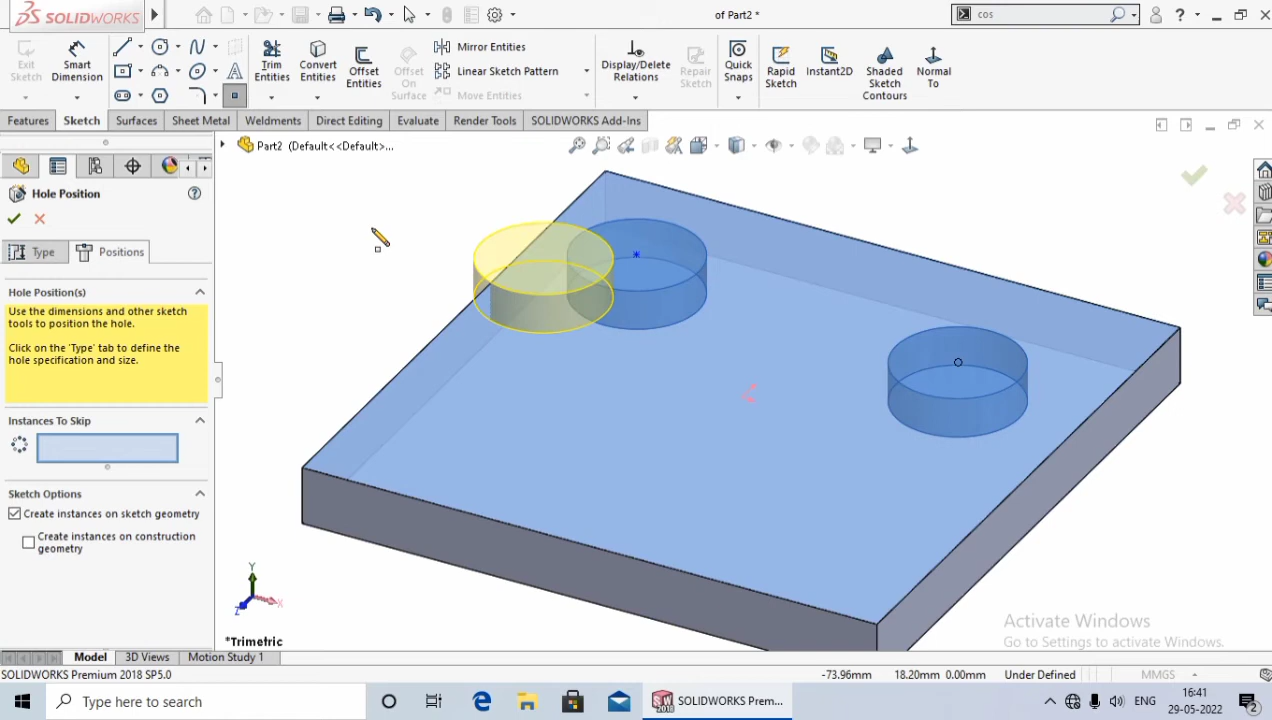 SOLIDWORKS
of Part2 *
cos
?
Exit Sketch
Smart Dimension
Trim Entities
Convert Entities
Offset Entities
Offset On Surface
Mirror Entities
Linear Sketch Pattern
Move Entities
Display/Delete Relations
Repair Sketch
Quick Snaps
Rapid Sketch
Instant2D
Shaded Sketch Contours
Normal To
Features Sketch Surfaces Sheet Metal Weldments Direct Editing Evaluate Render Tools SOLIDWORKS Add-Ins
Part2 (Default<<Default>...
Hole Position
Type Positions
Hole Position(s)
Use the dimensions and other sketch
tools to position the hole.
Click on the 'Type' tab to define the
hole specification and size.
Instances To Skip
Sketch Options
Create instances on sketch geometry
Create instances on construction
geometry
Y
X
Z
*Trimetric
Activate Windows
Go to Settings to activate Windows.
Model 3D Views Motion Study 1
SOLIDWORKS Premium 2018 SP5.0 -73.96mm 18.20mm 0.00mm Under Defined MMGS
Type here to search
SW 2018
SOLIDWORKS Prem...
ENG
16:41
29-05-2022
2